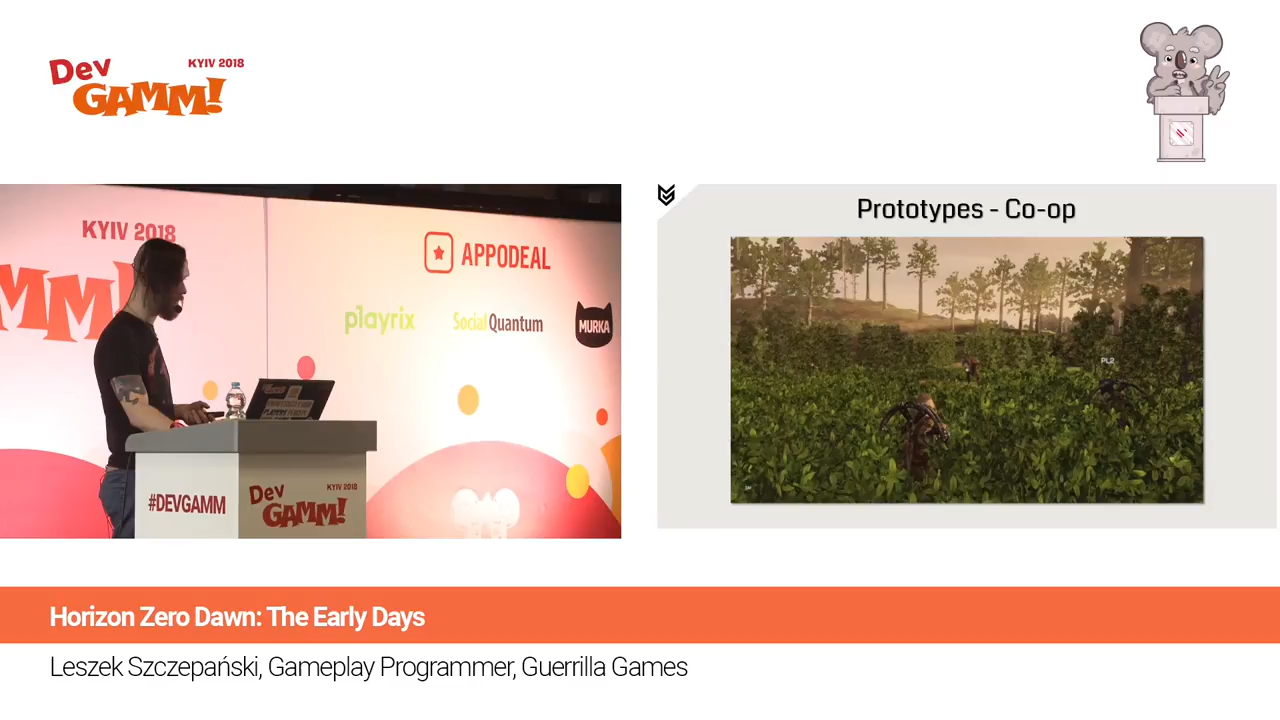 Dev
GAMM!
KYIV 2018
KYIV 2018
MM!
APPODEAL
playrix
Social Quantum
MURKA
#DEVGAMM
Dev
GAMM!
KYIV 2018
Prototypes - Co-op
PL2
Horizon Zero Dawn: The Early Days
Leszek Szczepański, Gameplay Programmer, Guerrilla Games